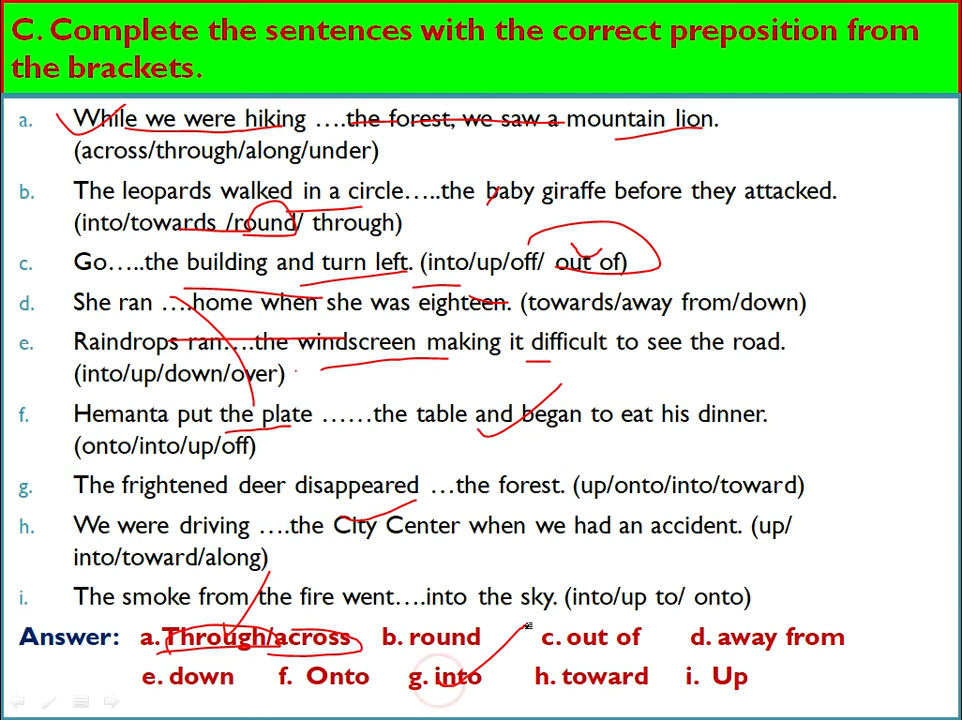 C. Complete the sentences with the correct preposition from
the brackets.
a. While we were hiking ….the forest, we saw a mountain lion.
(across/through/along/under)
b. The leopards walked in a circle…..the baby giraffe before they attacked.
(into/towards /round/ through)
c. Go…..the building and turn left. (into/up/off/ out of)
d. She ran ….home when she was eighteen. (towards/away from/down)
e. Raindrops ran….the windscreen making it difficult to see the road.
(into/up/down/over)
f. Hemanta put the plate ……the table and began to eat his dinner.
(onto/into/up/off)
g. The frightened deer disappeared …the forest. (up/onto/into/toward)
h. We were driving ….the City Center when we had an accident. (up/
into/toward/along)
i. The smoke from the fire went….into the sky. (into/up to/ onto)
Answer: a. Through/across b. round c. out of d. away from
e. down f. Onto g. into h. toward i. Up